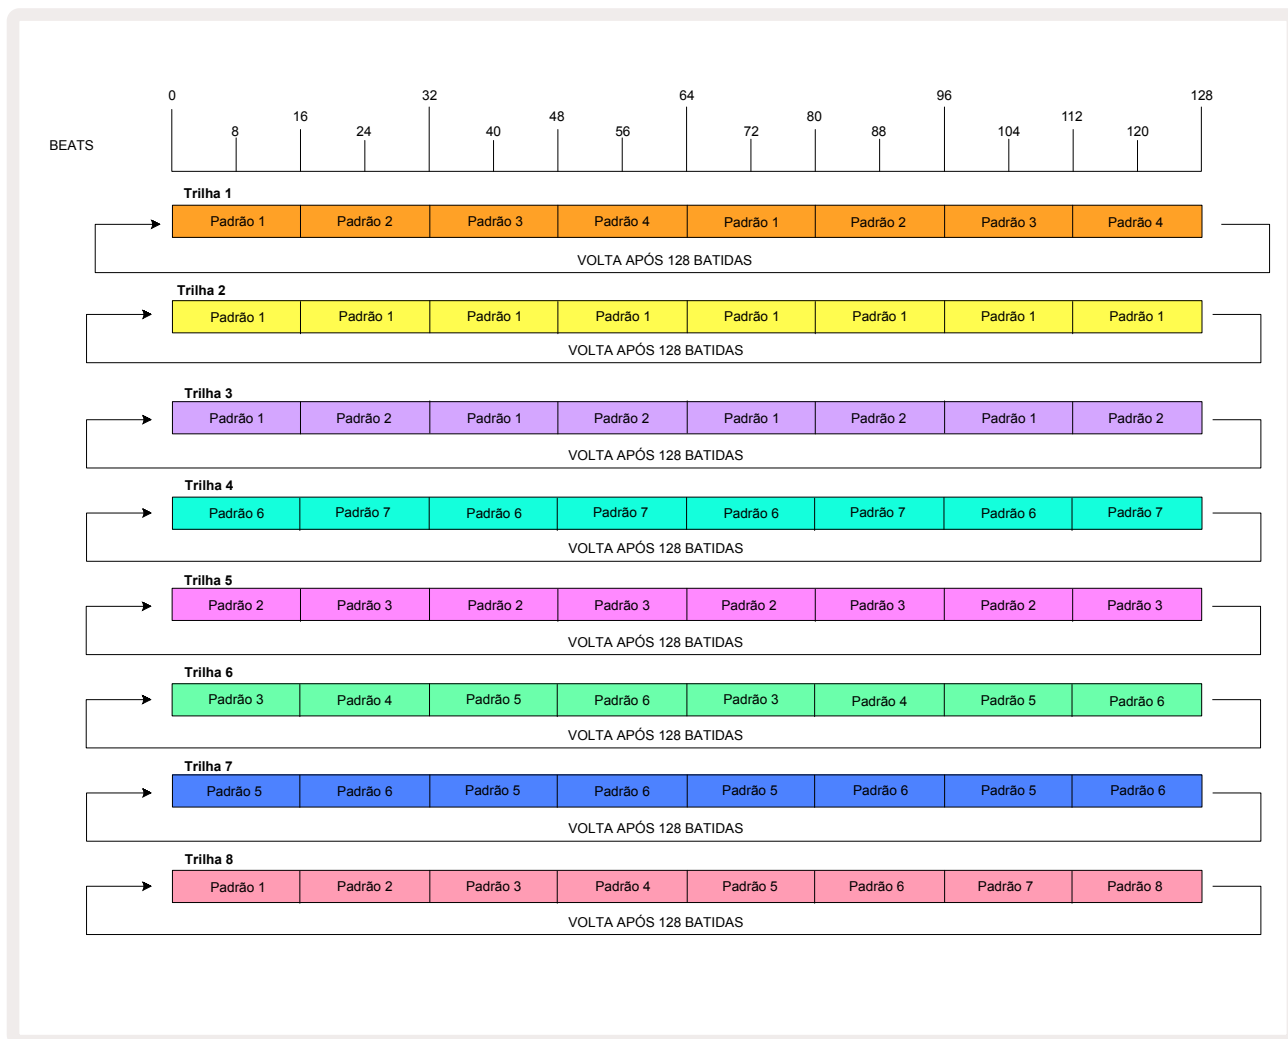 0 32 64 96 128
16 48 80 112
8 24 40 56 72 88 104 120
BEATS
Trilha 1
Padrão 1 Padrão 2 Padrão 3 Padrão 4 Padrão 1 Padrão 2 Padrão 3 Padrão 4
VOLTA APÓS 128 BATIDAS
Trilha 2
Padrão 1 Padrão 1 Padrão 1 Padrão 1 Padrão 1 Padrão 1 Padrão 1 Padrão 1
VOLTA APÓS 128 BATIDAS
Trilha 3
Padrão 1 Padrão 2 Padrão 1 Padrão 2 Padrão 1 Padrão 2 Padrão 1 Padrão 2
VOLTA APÓS 128 BATIDAS
Trilha 4
Padrão 6 Padrão 7 Padrão 6 Padrão 7 Padrão 6 Padrão 7 Padrão 6 Padrão 7
VOLTA APÓS 128 BATIDAS
Trilha 5
Padrão 2 Padrão 3 Padrão 2 Padrão 3 Padrão 2 Padrão 3 Padrão 2 Padrão 3
VOLTA APÓS 128 BATIDAS
Trilha 6
Padrão 3 Padrão 4 Padrão 5 Padrão 6 Padrão 3 Padrão 4 Padrão 5 Padrão 6
VOLTA APÓS 128 BATIDAS
Trilha 7
Padrão 5 Padrão 6 Padrão 5 Padrão 6 Padrão 5 Padrão 6 Padrão 5 Padrão 6
VOLTA APÓS 128 BATIDAS
Trilha 8
Padrão 1 Padrão 2 Padrão 3 Padrão 4 Padrão 5 Padrão 6 Padrão 7 Padrão 8
VOLTA APÓS 128 BATIDAS